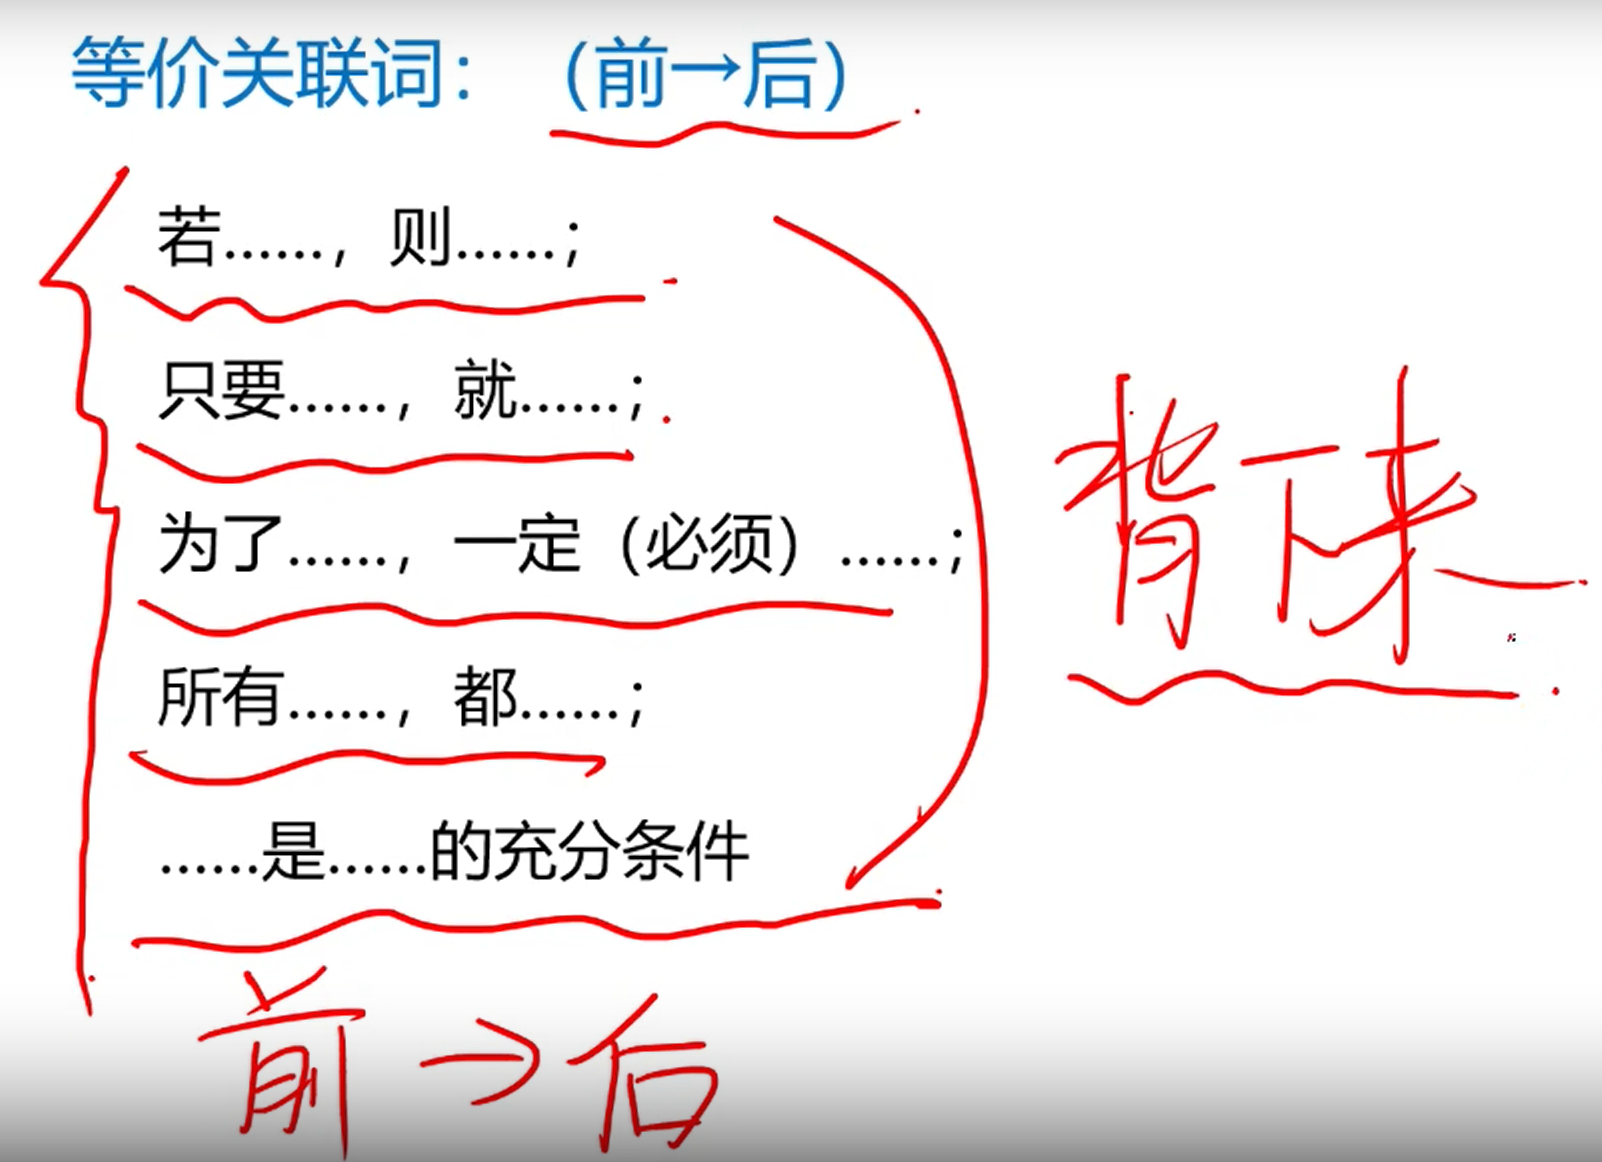 等价关联词：（前→后）
若……，则……；
只要……，就……；
为了……，一定（必须）……；
所有……，都……；
……是……的充分条件
背下来
前→后